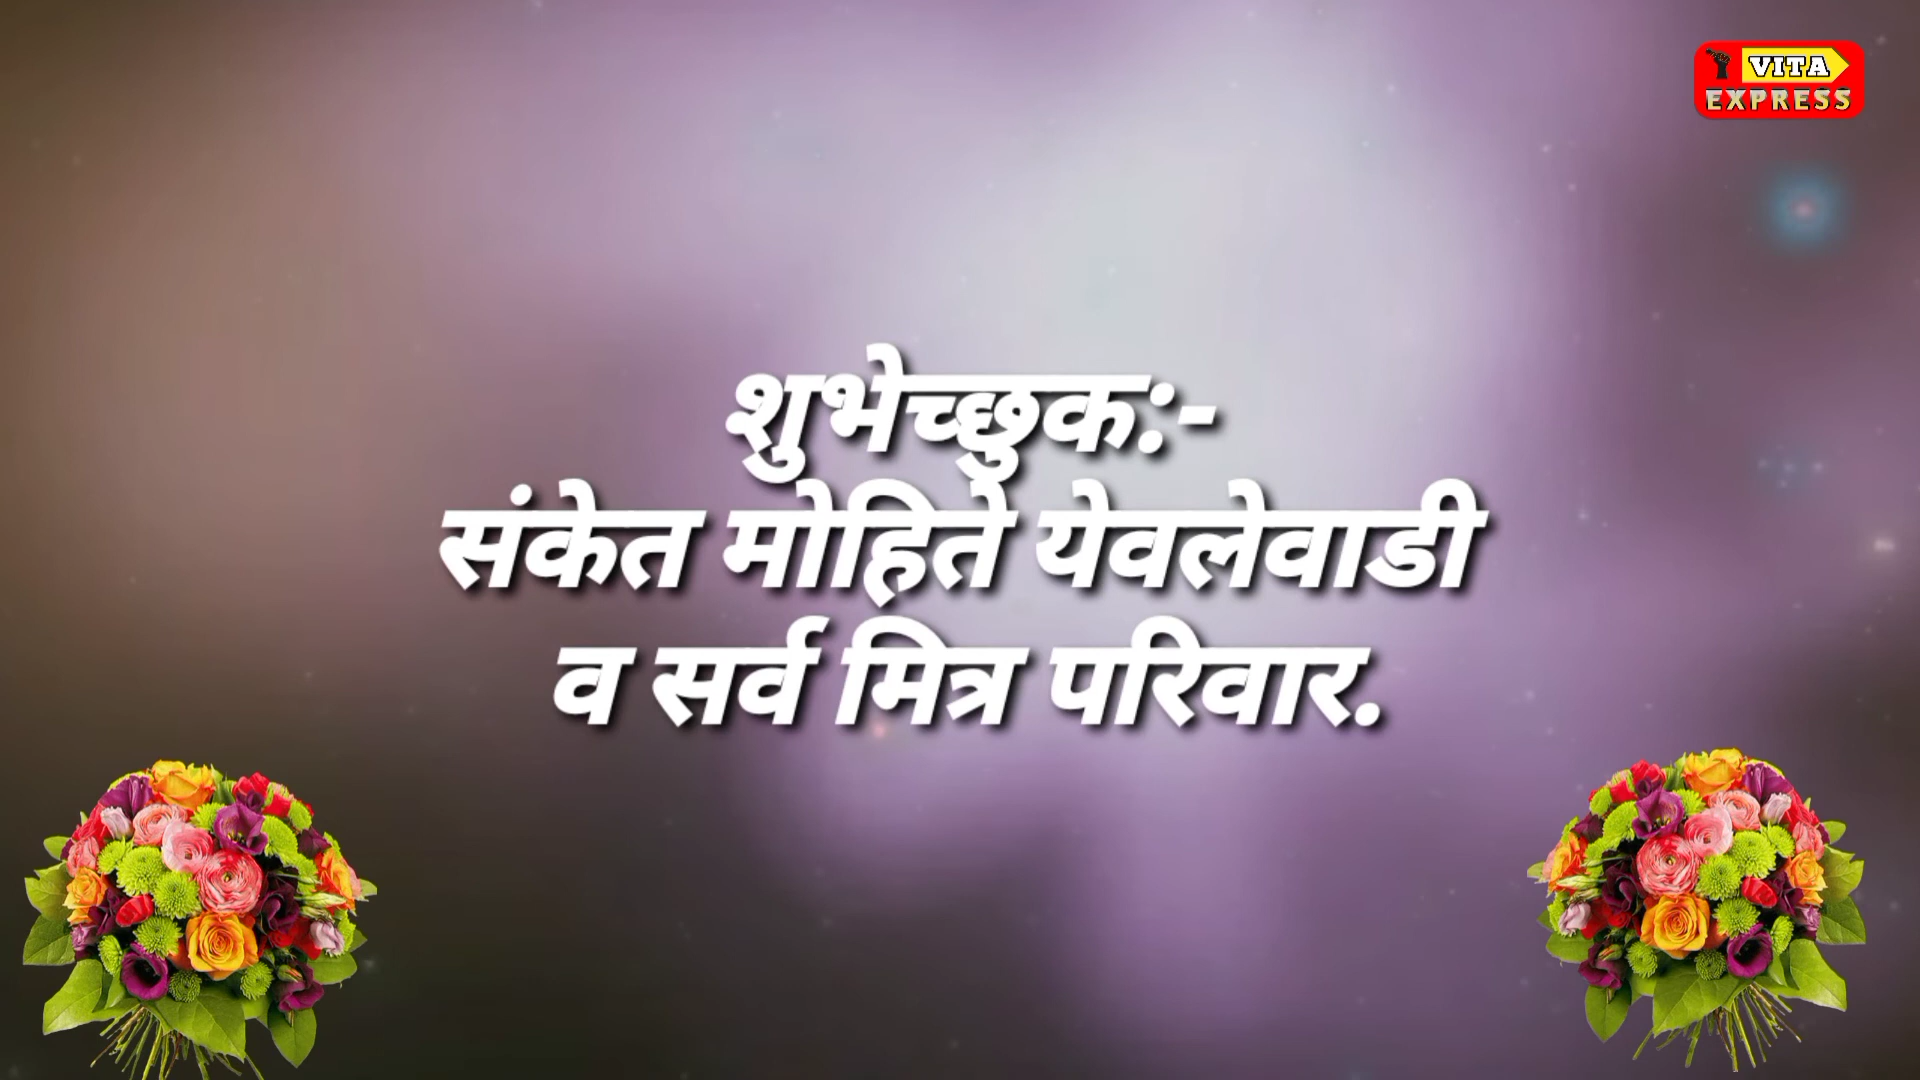 VITA
EXPRESS
शुभेच्छुक:-
संकेत मोहिते येवलेवाडी
व सर्व मित्र परिवार.